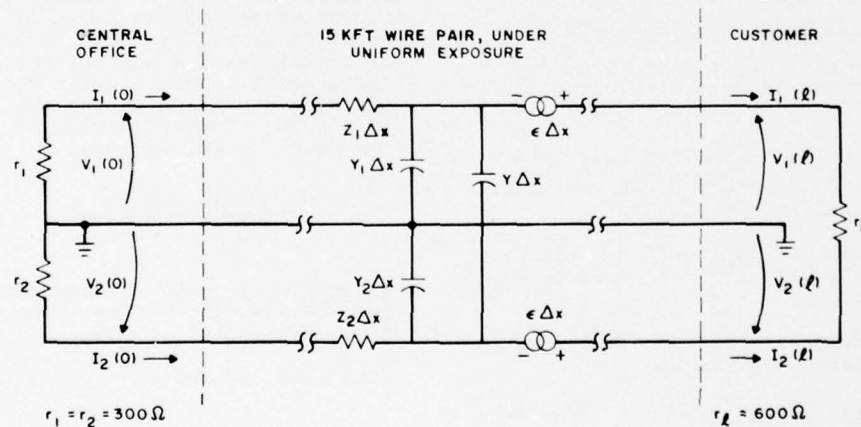 CENTRAL
OFFICE
15 KFT WIRE PAIR, UNDER
UNIFORM EXPOSURE
CUSTOMER
I₁ (0) →
I₁ (ℓ)
- +
Z₁ Δx
ϵ Δx
r₁
V₁ (0)
Y₁ Δx
Y Δx
V₁ (ℓ)
r₂
V₂ (0)
Y₂ Δx
V₂ (ℓ)
Z₂ Δx
ϵ Δx
I₂ (0) →
- +
I₂ (ℓ)
r₁ = r₂ = 300 Ω
r_ℓ = 600 Ω